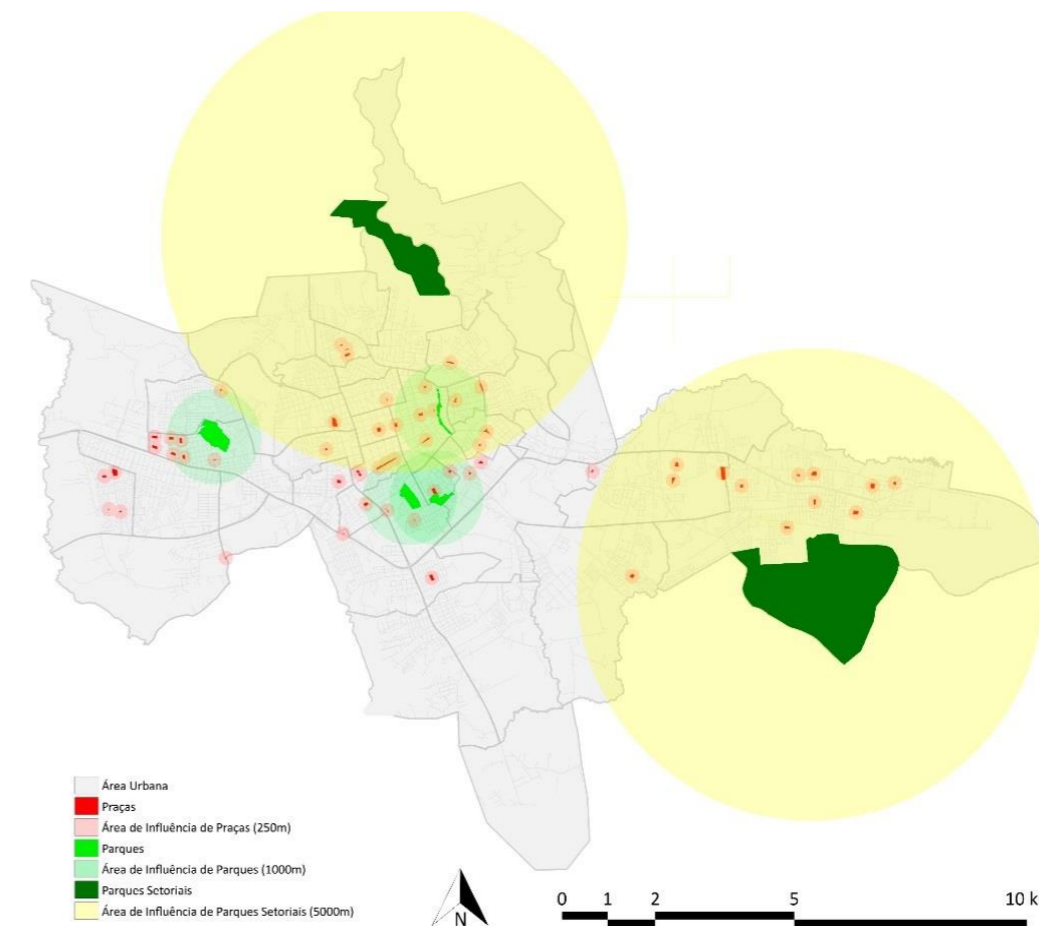 Área Urbana
Praças
Área de Influência de Praças (250m)
Parques
Área de Influência de Parques (1000m)
Parques Setoriais
Área de Influência de Parques Setoriais (5000m)
N
0 1 2 5 10 k